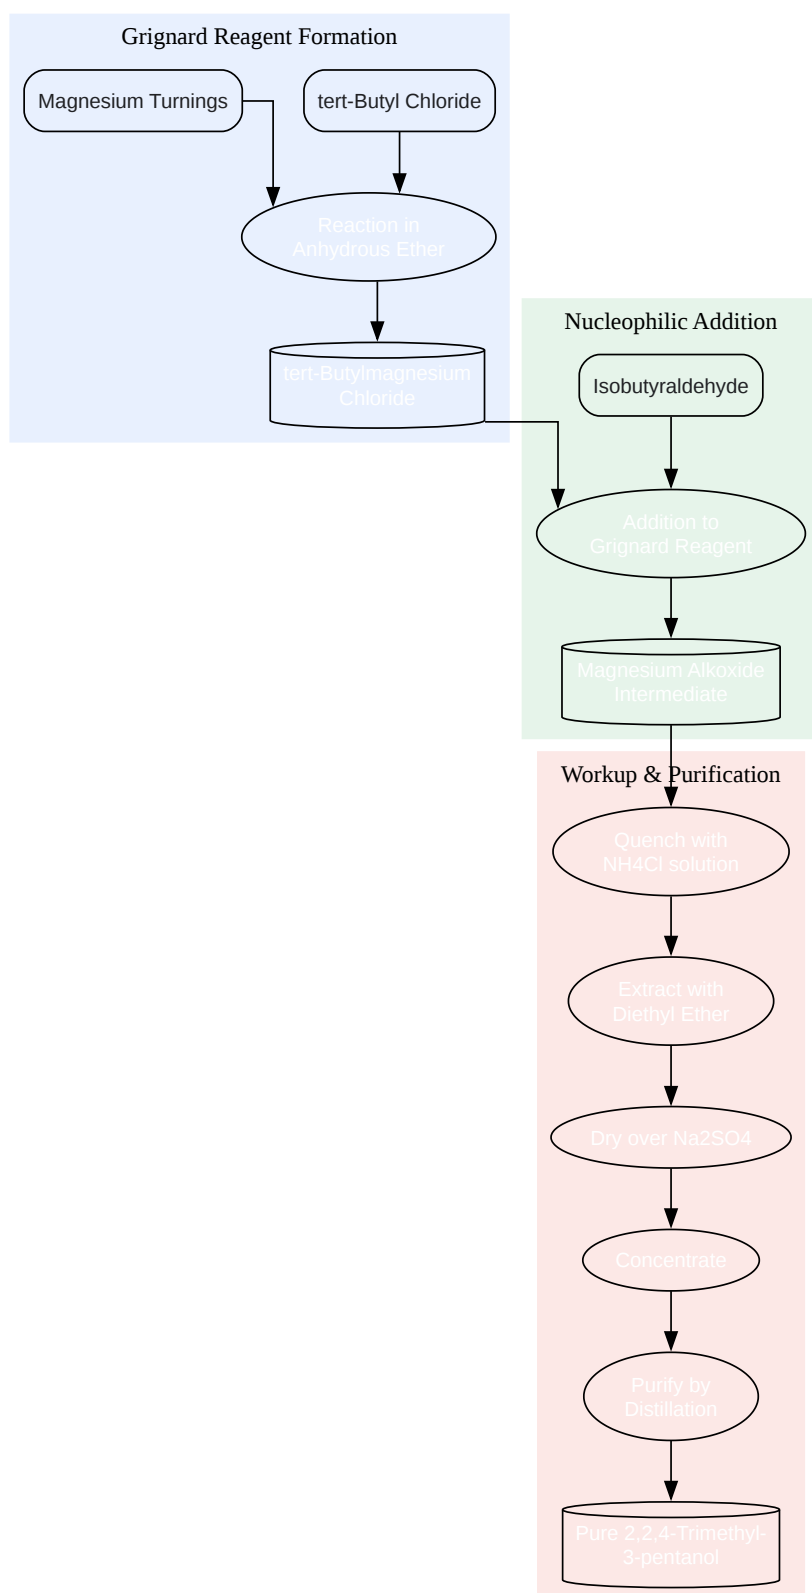 Grignard Reagent Formation
Magnesium Turnings
tert-Butyl Chloride
Reaction in
Anhydrous Ether
tert-Butylmagnesium
Chloride
Nucleophilic Addition
Isobutyraldehyde
Addition to
Grignard Reagent
Magnesium Alkoxide
Intermediate
Workup & Purification
Quench with
NH4Cl solution
Extract with
Diethyl Ether
Dry over Na2SO4
Concentrate
Purify by
Distillation
Pure 2,2,4-Trimethyl-
3-pentanol